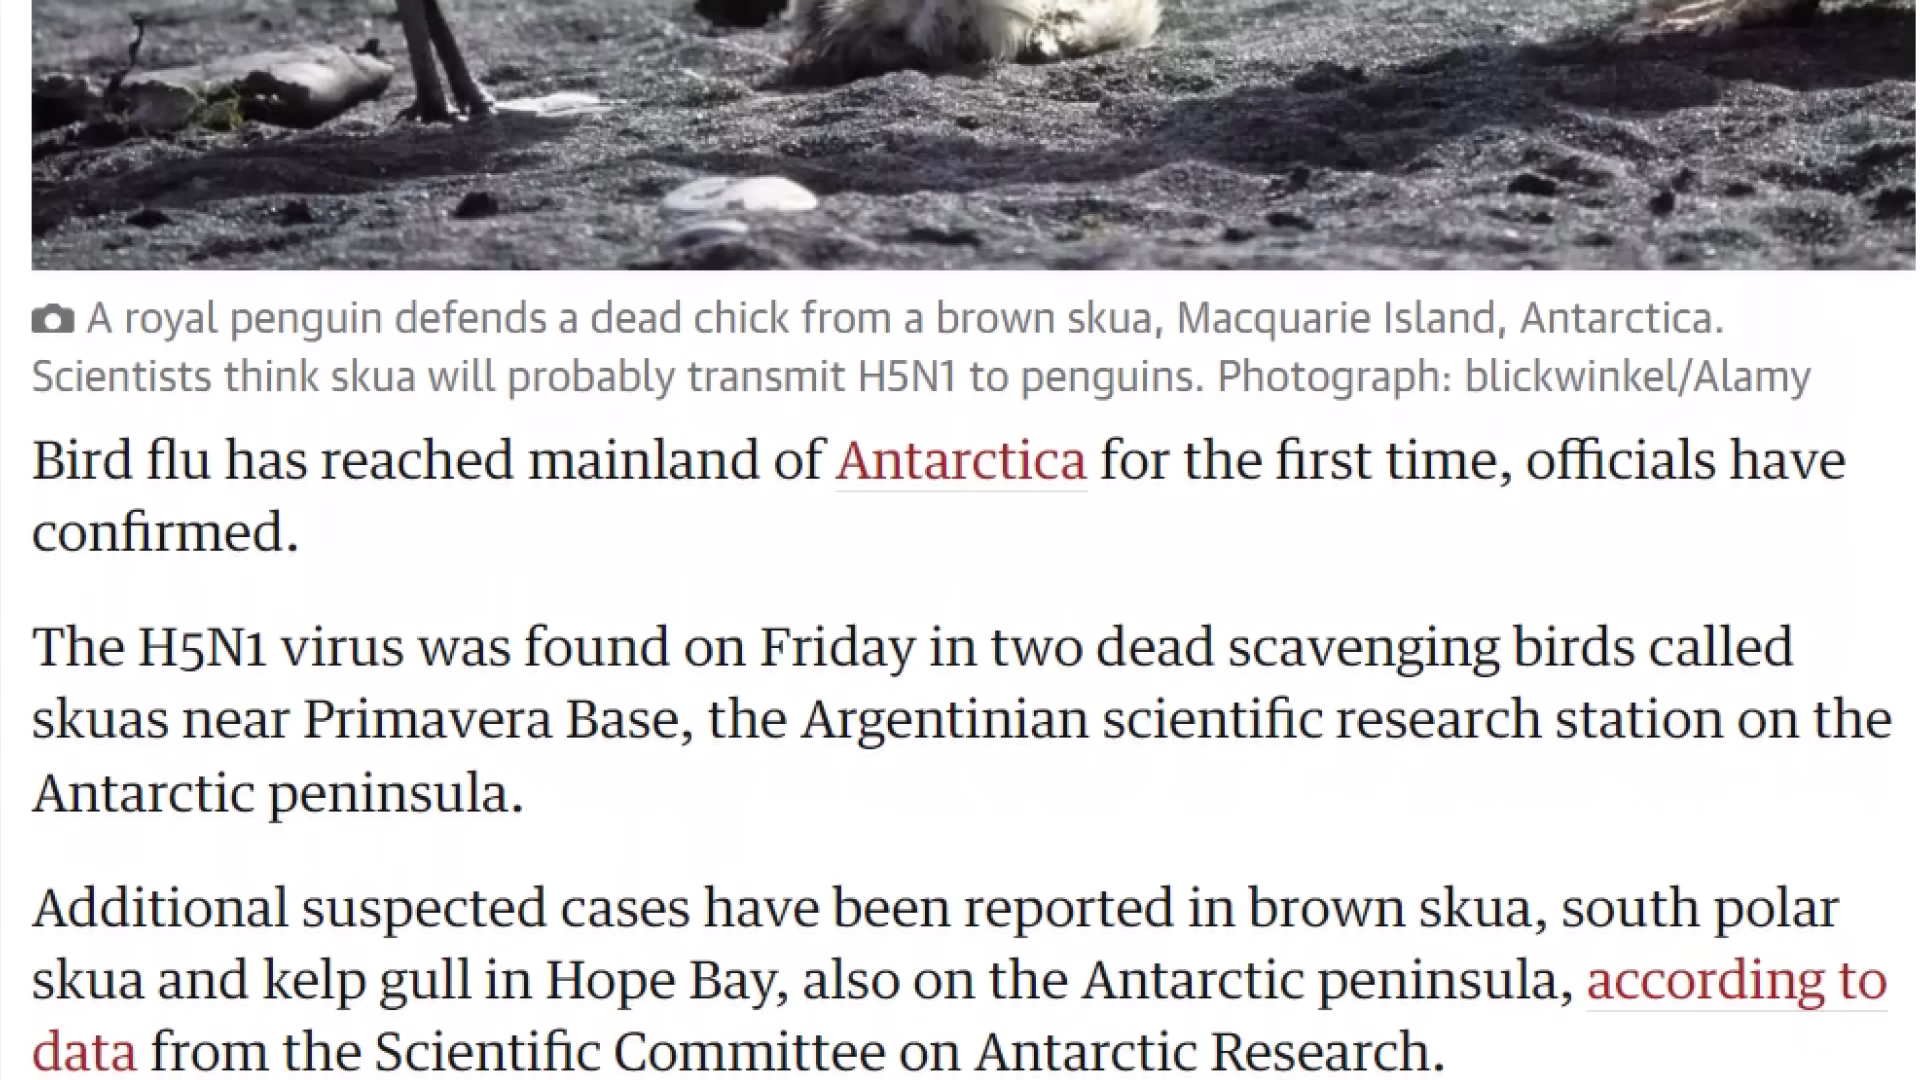 A royal penguin defends a dead chick from a brown skua, Macquarie Island, Antarctica.
Scientists think skua will probably transmit H5N1 to penguins. Photograph: blickwinkel/Alamy
Bird flu has reached mainland of Antarctica for the first time, officials have
confirmed.
The H5N1 virus was found on Friday in two dead scavenging birds called
skuas near Primavera Base, the Argentinian scientific research station on the
Antarctic peninsula.
Additional suspected cases have been reported in brown skua, south polar
skua and kelp gull in Hope Bay, also on the Antarctic peninsula, according to
data from the Scientific Committee on Antarctic Research.